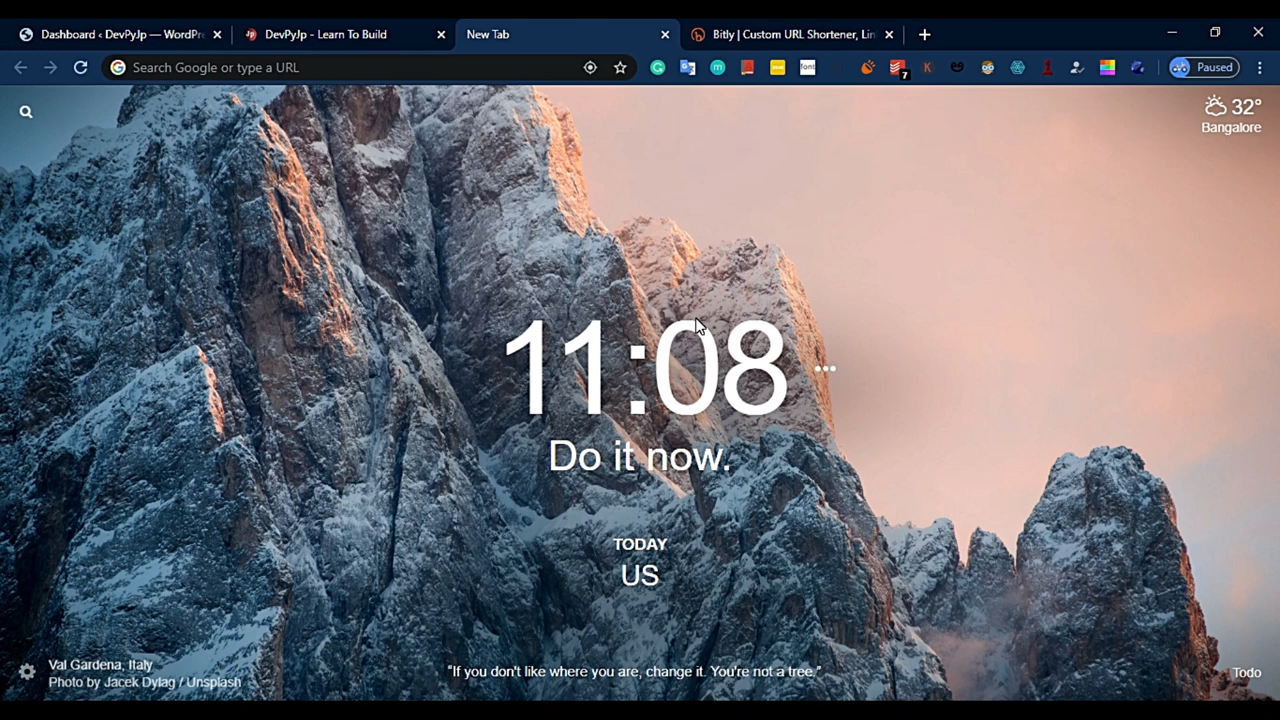 Dashboard ‹ DevPyJp — WordPre
DevPyJp - Learn To Build
New Tab
Bitly | Custom URL Shortener, Lin
Search Google or type a URL
font
7
K
Paused
32°
Bangalore
11:08
Do it now.
TODAY
US
Val Gardena, Italy
Photo by Jacek Dylag / Unsplash
"If you don't like where you are, change it. You're not a tree."
Todo